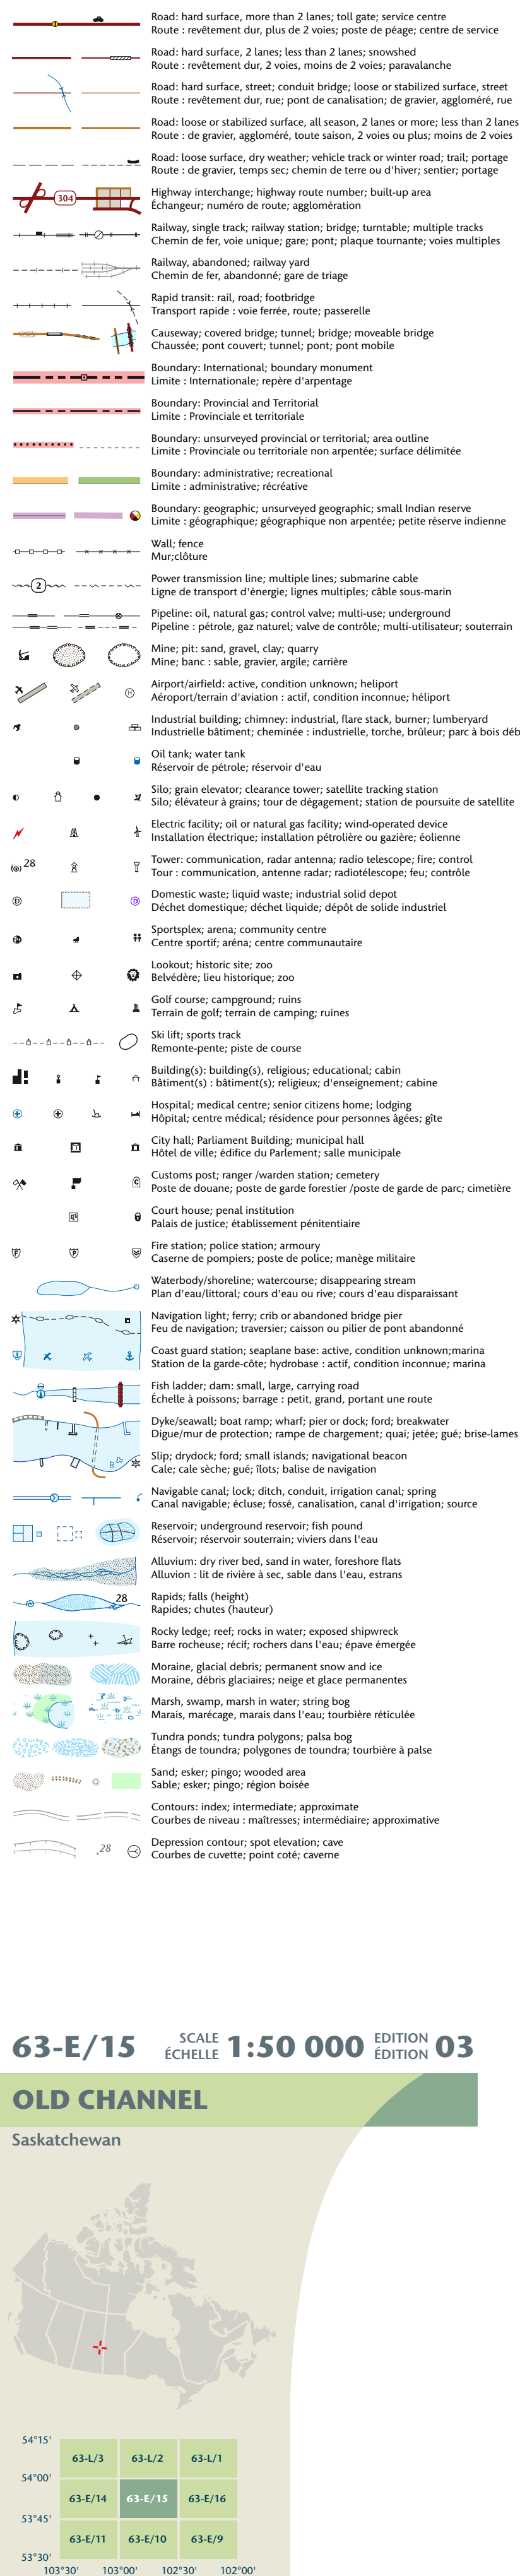 Road: hard surface, more than 2 lanes; toll gate; service centre
Route : revêtement dur, plus de 2 voies; poste de péage; centre de service
Road: hard surface, 2 lanes; less than 2 lanes; snowshed
Route : revêtement dur, 2 voies, moins de 2 voies; paravalanche
Road: hard surface, street; conduit bridge; loose or stabilized surface, street
Route : revêtement dur, rue; pont de canalisation; de gravier, aggloméré, rue
Road: loose or stabilized surface, all season, 2 lanes or more; less than 2 lanes
Route : de gravier, aggloméré, toute saison, 2 voies ou plus; moins de 2 voies
Road: loose surface, dry weather; vehicle track or winter road; trail; portage
Route : de gravier, temps sec; chemin de terre ou d'hiver; sentier; portage
304
Highway interchange; highway route number; built-up area
Échangeur; numéro de route; agglomération
Railway, single track; railway station; bridge; turntable; multiple tracks
Chemin de fer, voie unique; gare; pont; plaque tournante; voies multiples
Railway, abandoned; railway yard
Chemin de fer, abandonné; gare de triage
Rapid transit: rail, road; footbridge
Transport rapide : voie ferrée, route; passerelle
Causeway; covered bridge; tunnel; bridge; moveable bridge
Chaussée; pont couvert; tunnel; pont; pont mobile
Boundary: International; boundary monument
Limite : Internationale; repère d'arpentage
Boundary: Provincial and Territorial
Limite : Provinciale et territoriale
Boundary: unsurveyed provincial or territorial; area outline
Limite : Provinciale ou territoriale non arpentée; surface délimitée
Boundary: administrative; recreational
Limite : administrative; récréative
Boundary: geographic; unsurveyed geographic; small Indian reserve
Limite : géographique; géographique non arpentée; petite réserve indienne
Wall; fence
Mur;clôture
2
Power transmission line; multiple lines; submarine cable
Ligne de transport d'énergie; lignes multiples; câble sous-marin
Pipeline: oil, natural gas; control valve; multi-use; underground
Pipeline : pétrole, gaz naturel; valve de contrôle; multi-utilisateur; souterrain
Mine; pit: sand, gravel, clay; quarry
Mine; banc : sable, gravier, argile; carrière
H
Airport/airfield: active, condition unknown; heliport
Aéroport/terrain d'aviation : actif, condition inconnue; héliport
Industrial building; chimney: industrial, flare stack, burner; lumberyard
Industrielle bâtiment; cheminée : industrielle, torche, brûleur; parc à bois déb
Oil tank; water tank
Réservoir de pétrole; réservoir d'eau
Silo; grain elevator; clearance tower; satellite tracking station
Silo; élévateur à grains; tour de dégagement; station de poursuite de satellite
Electric facility; oil or natural gas facility; wind-operated device
Installation électrique; installation pétrolière ou gazière; éolienne
28
Tower: communication, radar antenna; radio telescope; fire; control
Tour : communication, antenne radar; radiotélescope; feu; contrôle
D
D
Domestic waste; liquid waste; industrial solid depot
Déchet domestique; déchet liquide; dépôt de solide industriel
Sportsplex; arena; community centre
Centre sportif; aréna; centre communautaire
Lookout; historic site; zoo
Belvédère; lieu historique; zoo
Golf course; campground; ruins
Terrain de golf; terrain de camping; ruines
Ski lift; sports track
Remonte-pente; piste de course
Building(s): building(s), religious; educational; cabin
Bâtiment(s) : bâtiment(s); religieux; d'enseignement; cabine
Hospital; medical centre; senior citizens home; lodging
Hôpital; centre médical; résidence pour personnes âgées; gîte
City hall; Parliament Building; municipal hall
Hôtel de ville; édifice du Parlement; salle municipale
C
Customs post; ranger /warden station; cemetery
Poste de douane; poste de garde forestier /poste de garde de parc; cimetière
Court house; penal institution
Palais de justice; établissement pénitentiaire
F
P
Fire station; police station; armoury
Caserne de pompiers; poste de police; manège militaire
Waterbody/shoreline; watercourse; disappearing stream
Plan d'eau/littoral; cours d'eau ou rive; cours d'eau disparaissant
Navigation light; ferry; crib or abandoned bridge pier
Feu de navigation; traversier; caisson ou pilier de pont abandonné
Coast guard station; seaplane base: active, condition unknown;marina
Station de la garde-côte; hydrobase : actif, condition inconnue; marina
Fish ladder; dam: small, large, carrying road
Échelle à poissons; barrage : petit, grand, portant une route
Dyke/seawall; boat ramp; wharf; pier or dock; ford; breakwater
Digue/mur de protection; rampe de chargement; quai; jetée; gué; brise-lames
Slip; drydock; ford; small islands; navigational beacon
Cale; cale sèche; gué; îlots; balise de navigation
Navigable canal; lock; ditch, conduit, irrigation canal; spring
Canal navigable; écluse; fossé, canalisation, canal d'irrigation; source
Reservoir; underground reservoir; fish pound
Réservoir; réservoir souterrain; viviers dans l'eau
Alluvium: dry river bed, sand in water, foreshore flats
Alluvion : lit de rivière à sec, sable dans l'eau, estrans
28
Rapids; falls (height)
Rapides; chutes (hauteur)
Rocky ledge; reef; rocks in water; exposed shipwreck
Barre rocheuse; récif; rochers dans l'eau; épave émergée
Moraine, glacial debris; permanent snow and ice
Moraine, débris glaciaires; neige et glace permanentes
Marsh, swamp, marsh in water; string bog
Marais, marécage, marais dans l'eau; tourbière réticulée
Tundra ponds; tundra polygons; palsa bog
Étangs de toundra; polygones de toundra; tourbière à palse
Sand; esker; pingo; wooded area
Sable; esker; pingo; région boisée
Contours: index; intermediate; approximate
Courbes de niveau : maîtresses; intermédiaire; approximative
.28
Depression contour; spot elevation; cave
Courbes de cuvette; point coté; caverne
63-E/15 SCALE ÉCHELLE 1:50 000 EDITION ÉDITION 03
OLD CHANNEL
Saskatchewan
54°15'
63-L/3 63-L/2 63-L/1
54°00'
63-E/14 63-E/15 63-E/16
53°45'
63-E/11 63-E/10 63-E/9
53°30'
103°30' 103°00' 102°30' 102°00'